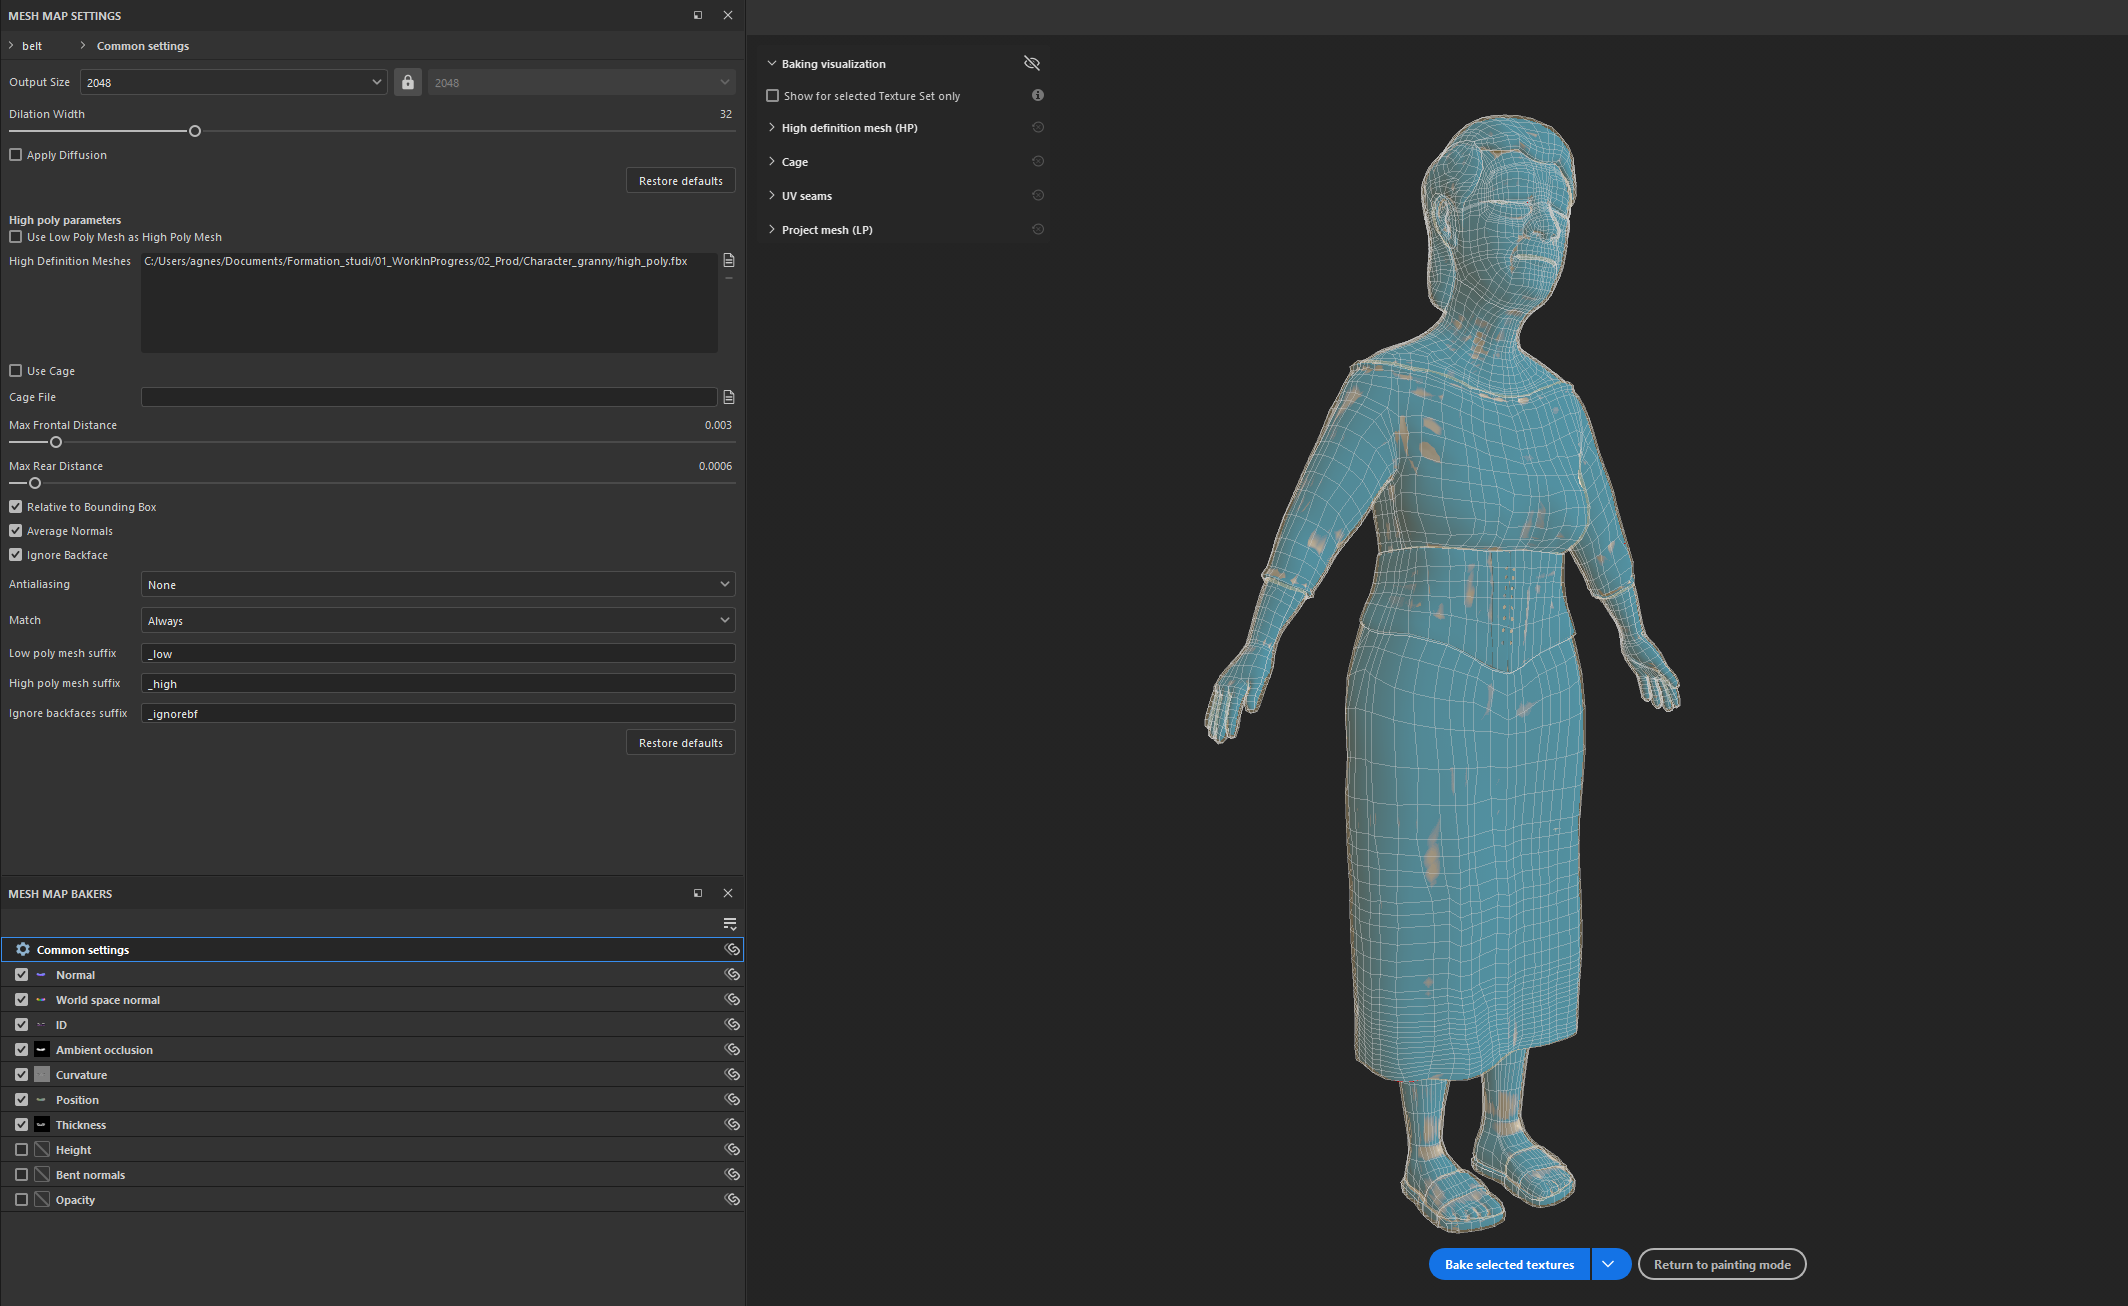 MESH MAP SETTINGS
belt
Common settings
Output Size
2048
2048
Dilation Width
32
Apply Diffusion
Restore defaults
High poly parameters
Use Low Poly Mesh as High Poly Mesh
High Definition Meshes
C:/Users/agnes/Documents/Formation_studi/01_WorkInProgress/02_Prod/Character_granny/high_poly.fbx
Use Cage
Cage File
Max Frontal Distance
0.003
Max Rear Distance
0.0006
Relative to Bounding Box
Average Normals
Ignore Backface
Antialiasing
None
Match
Always
Low poly mesh suffix
_low
High poly mesh suffix
_high
Ignore backfaces suffix
_ignorebf
Restore defaults
MESH MAP BAKERS
Common settings
Normal
World space normal
ID
Ambient occlusion
Curvature
Position
Thickness
Height
Bent normals
Opacity
Baking visualization
Show for selected Texture Set only
High definition mesh (HP)
Cage
UV seams
Project mesh (LP)
Bake selected textures
Return to painting mode